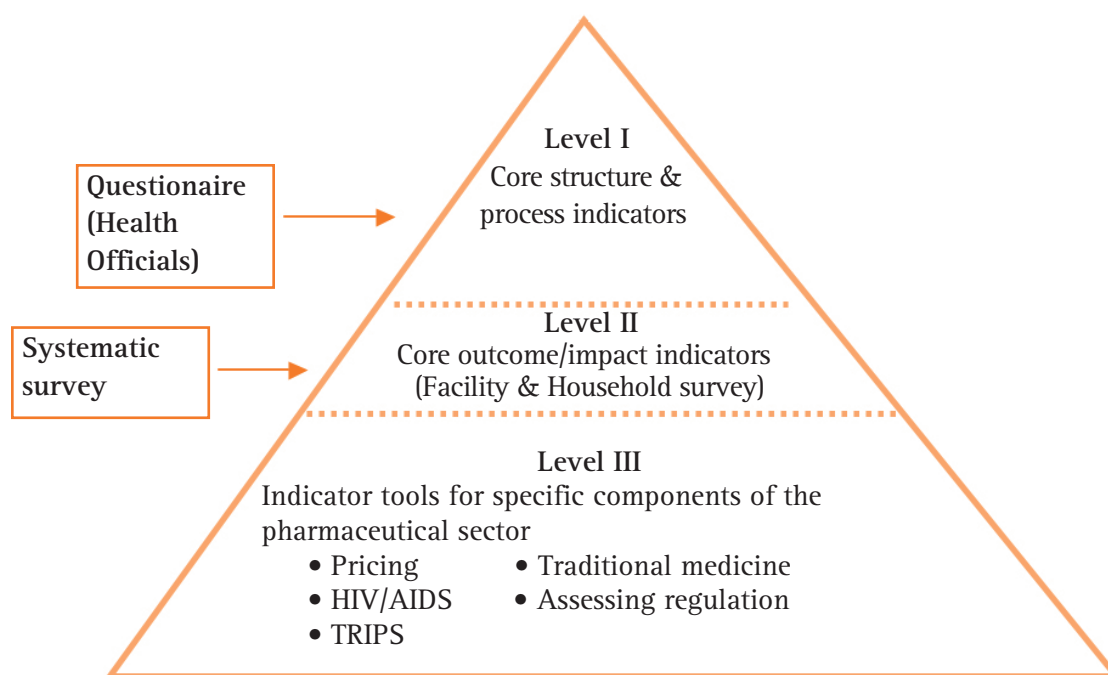 Level I
Core structure &
process indicators
Questionaire
(Health
Officials)
Level II
Core outcome/impact indicators
(Facility & Household survey)
Systematic
survey
Level III
Indicator tools for specific components of the
pharmaceutical sector
• Pricing • Traditional medicine
• HIV/AIDS • Assessing regulation
• TRIPS